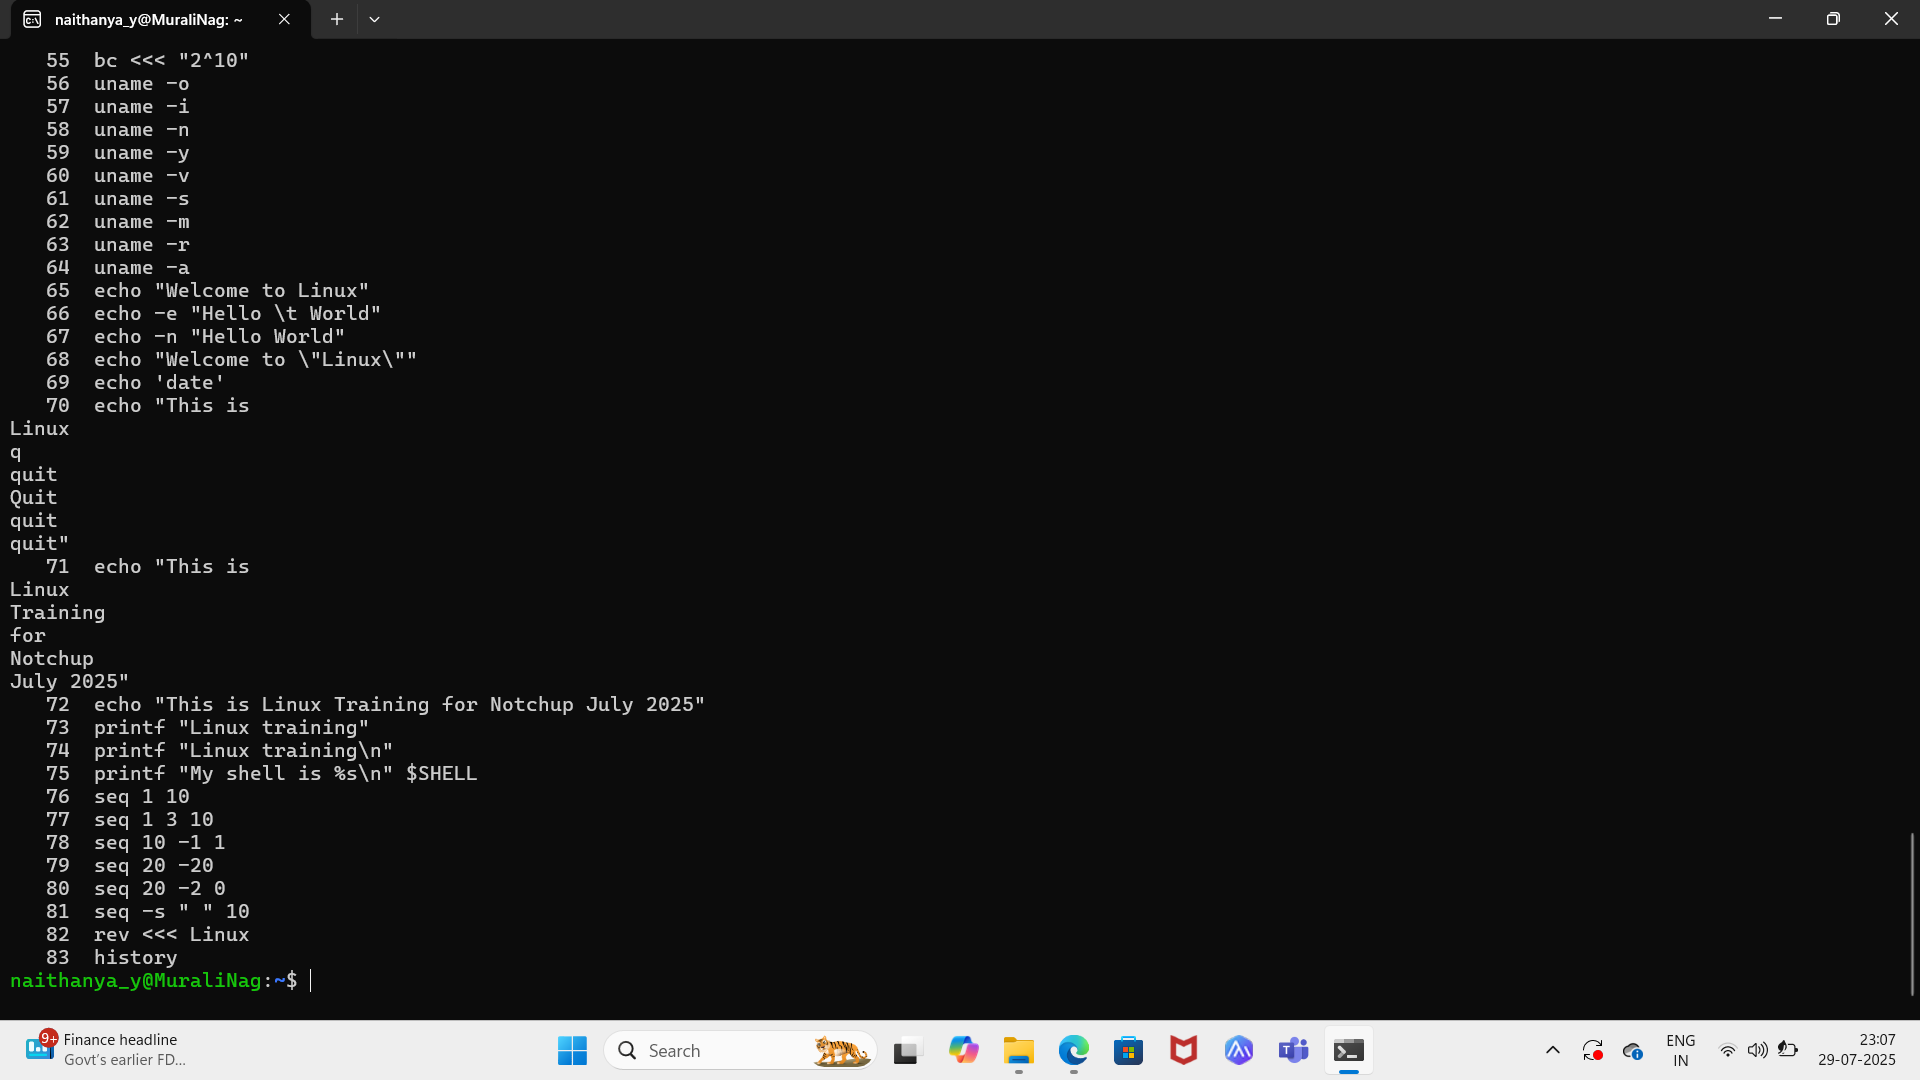 naithanya_y@MuraliNag: ~
55  bc <<< "2^10"
56  uname -o
57  uname -i
58  uname -n
59  uname -y
60  uname -v
61  uname -s
62  uname -m
63  uname -r
64  uname -a
65  echo "Welcome to Linux"
66  echo -e "Hello \t World"
67  echo -n "Hello World"
68  echo "Welcome to \"Linux\""
69  echo 'date'
70  echo "This is
Linux
q
quit
Quit
quit
quit"
71  echo "This is
Linux
Training
for
Notchup
July 2025"
72  echo "This is Linux Training for Notchup July 2025"
73  printf "Linux training"
74  printf "Linux training\n"
75  printf "My shell is %s\n" $SHELL
76  seq 1 10
77  seq 1 3 10
78  seq 10 -1 1
79  seq 20 -20
80  seq 20 -2 0
81  seq -s " " 10
82  rev <<< Linux
83  history
naithanya_y@MuraliNag:~$
9+
Finance headline
Govt's earlier FD...
Search
ENG
IN
23:07
29-07-2025